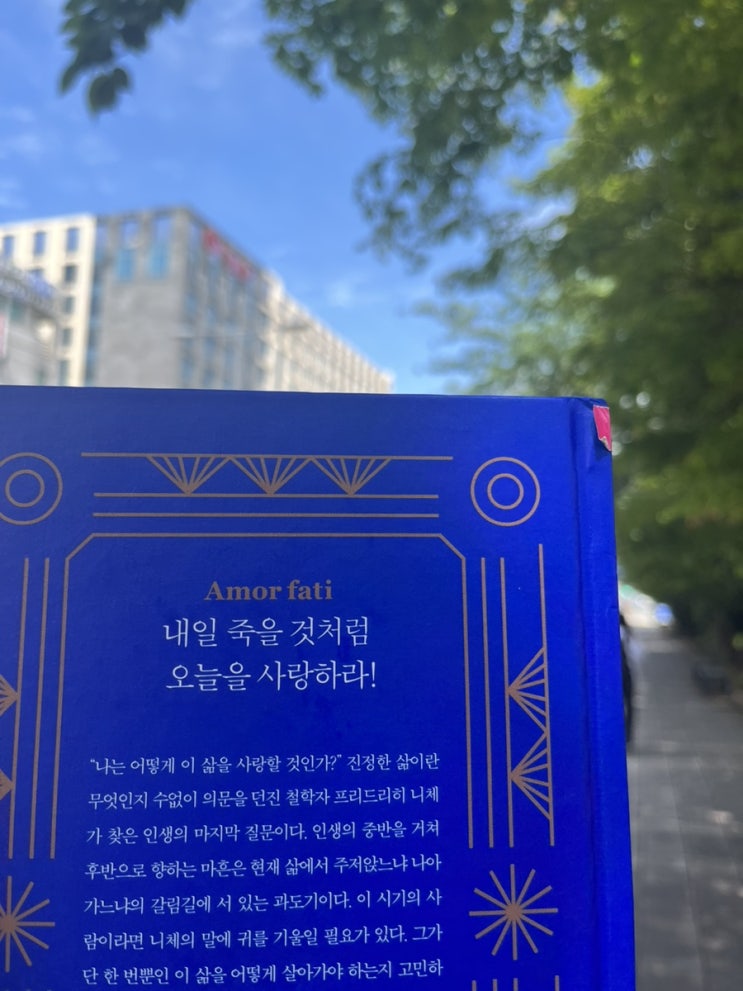 Amor fati
내일 죽을 것처럼
오늘을 사랑하라!
“나는 어떻게 이 삶을 사랑할 것인가?” 진정한 삶이란
무엇인지 수없이 의문을 던진 철학자 프리드리히 니체
가 찾은 인생의 마지막 질문이다. 인생의 중반을 거쳐
후반으로 향하는 마흔은 현재 삶에서 주저앉느냐 나아
가느냐의 갈림길에 서 있는 과도기이다. 이 시기의 사
람이라면 니체의 말에 귀를 기울일 필요가 있다. 그가
단 한 번뿐인 이 삶을 어떻게 살아가야 하는지 고민하